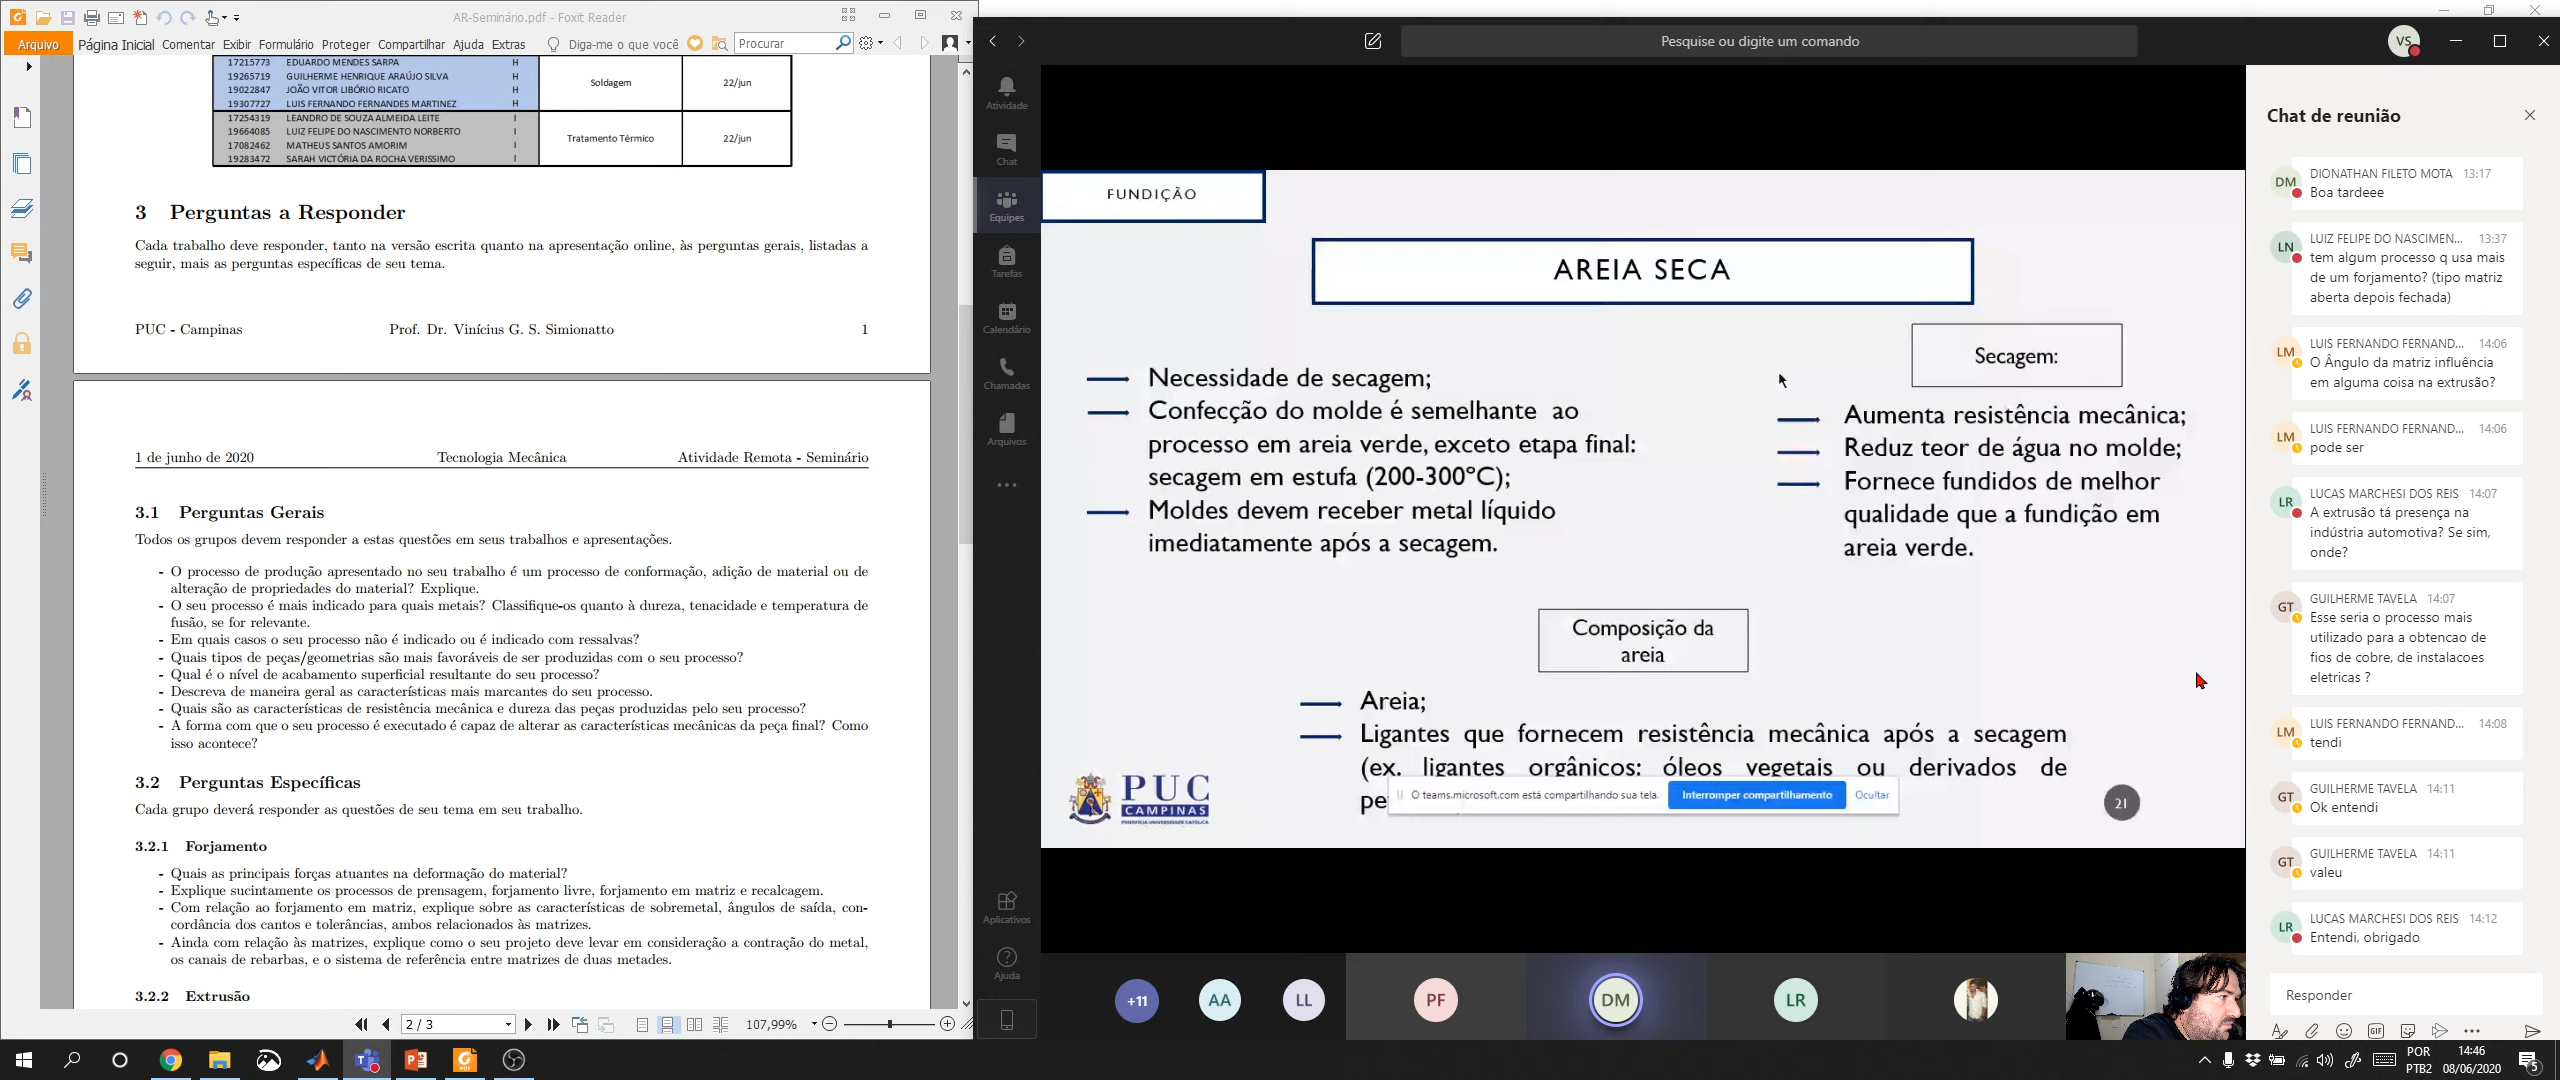 AR-Seminário.pdf - Foxit Reader
Arquivo Página Inicial Comentar Exibir Formulário Proteger Compartilhar Ajuda Extras Diga-me o que você Procurar
17215773 EDUARDO MENDES SARPA H
19265719 GUILHERME HENRIQUE ARAÚJO SILVA H
19022847 JOÃO VITOR LIBÓRIO RICATO H
19307727 LUIS FERNANDO FERNANDES MARTINEZ H
Soldagem 22/jun
17254319 LEANDRO DE SOUZA ALMEIDA LEITE I
19664085 LUIZ FELIPE DO NASCIMENTO NORBERTO I
17082462 MATHEUS SANTOS AMORIM I
19283472 SARAH VICTÓRIA DA ROCHA VERISSIMO I
Tratamento Térmico 22/jun
3 Perguntas a Responder
Cada trabalho deve responder, tanto na versão escrita quanto na apresentação online, às perguntas gerais, listadas a
seguir, mais as perguntas específicas de seu tema.
PUC - Campinas Prof. Dr. Vinícius G. S. Simionatto 1
1 de junho de 2020 Tecnologia Mecânica Atividade Remota - Seminário
3.1 Perguntas Gerais
Todos os grupos devem responder a estas questões em seus trabalhos e apresentações.
- O processo de produção apresentado no seu trabalho é um processo de conformação, adição de material ou de
alteração de propriedades do material? Explique.
- O seu processo é mais indicado para quais metais? Classifique-os quanto à dureza, tenacidade e temperatura de
fusão, se for relevante.
- Em quais casos o seu processo não é indicado ou é indicado com ressalvas?
- Quais tipos de peças/geometrias são mais favoráveis de ser produzidas com o seu processo?
- Qual é o nível de acabamento superficial resultante do seu processo?
- Descreva de maneira geral as características mais marcantes do seu processo.
- Quais são as características de resistência mecânica e dureza das peças produzidas pelo seu processo?
- A forma com que o seu processo é executado é capaz de alterar as características mecânicas da peça final? Como
isso acontece?
3.2 Perguntas Específicas
Cada grupo deverá responder as questões de seu tema em seu trabalho.
3.2.1 Forjamento
- Quais as principais forças atuantes na deformação do material?
- Explique sucintamente os processos de prensagem, forjamento livre, forjamento em matriz e recalcagem.
- Com relação ao forjamento em matriz, explique sobre as características de sobremetal, ângulos de saída, con-
cordância dos cantos e tolerâncias, ambos relacionados às matrizes.
- Ainda com relação às matrizes, explique como o seu projeto deve levar em consideração a contração do metal,
os canais de rebarbas, e o sistema de referência entre matrizes de duas metades.
3.2.2 Extrusão
2 / 3 107,99%
Pesquise ou digite um comando
VS
Atividade
Chat
Equipes
Tarefas
Calendário
Chamadas
Arquivos
Aplicativos
Ajuda
FUNDIÇÃO
AREIA SECA
Necessidade de secagem;
Confecção do molde é semelhante ao
processo em areia verde, exceto etapa final:
secagem em estufa (200-300°C);
Moldes devem receber metal líquido
imediatamente após a secagem.
Secagem:
Aumenta resistência mecânica;
Reduz teor de água no molde;
Fornece fundidos de melhor
qualidade que a fundição em
areia verde.
Composição da
areia
Areia;
Ligantes que fornecem resistência mecânica após a secagem
(ex. ligantes orgânicos: óleos vegetais ou derivados de
pe
O teams.microsoft.com está compartilhando sua tela. Interromper compartilhamento Ocultar
PUC
CAMPINAS
PONTIFÍCIA UNIVERSIDADE CATÓLICA
21
+11 AA LL PF DM LR
Chat de reunião
DM DIONATHAN FILETO MOTA 13:17
Boa tardeee
LN LUIZ FELIPE DO NASCIMEN... 13:37
tem algum processo q usa mais
de um forjamento? (tipo matriz
aberta depois fechada)
LM LUIS FERNANDO FERNAND... 14:06
O Ângulo da matriz influência
em alguma coisa na extrusão?
LM LUIS FERNANDO FERNAND... 14:06
pode ser
LR LUCAS MARCHESI DOS REIS 14:07
A extrusão tá presença na
indústria automotiva? Se sim,
onde?
GT GUILHERME TAVELA 14:07
Esse seria o processo mais
utilizado para a obtencao de
fios de cobre, de instalacoes
eletricas ?
LM LUIS FERNANDO FERNAND... 14:08
tendi
GT GUILHERME TAVELA 14:11
Ok entendi
GT GUILHERME TAVELA 14:11
valeu
LR LUCAS MARCHESI DOS REIS 14:12
Entendi, obrigado
Responder
GIF
POR
PTB2
14:46
08/06/2020
5